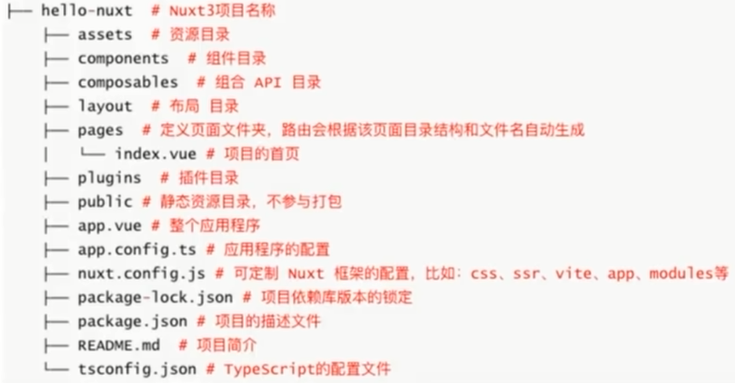 ├── hello-nuxt  # Nuxt3项目名称
    ├── assets  # 资源目录
    ├── components  # 组件目录
    ├── composables  # 组合 API 目录
    ├── layout  # 布局 目录
    ├── pages  # 定义页面文件夹，路由会根据该页面目录结构和文件名自动生成
    |   └── index.vue # 项目的首页
    ├── plugins  # 插件目录
    ├── public # 静态资源目录，不参与打包
    ├── app.vue # 整个应用程序
    ├── app.config.ts # 应用程序的配置
    ├── nuxt.config.js # 可定制 Nuxt 框架的配置，比如：css、ssr、vite、app、modules等
    ├── package-lock.json # 项目依赖库版本的锁定
    ├── package.json # 项目的描述文件
    ├── README.md  # 项目简介
    └── tsconfig.json # TypeScript的配置文件